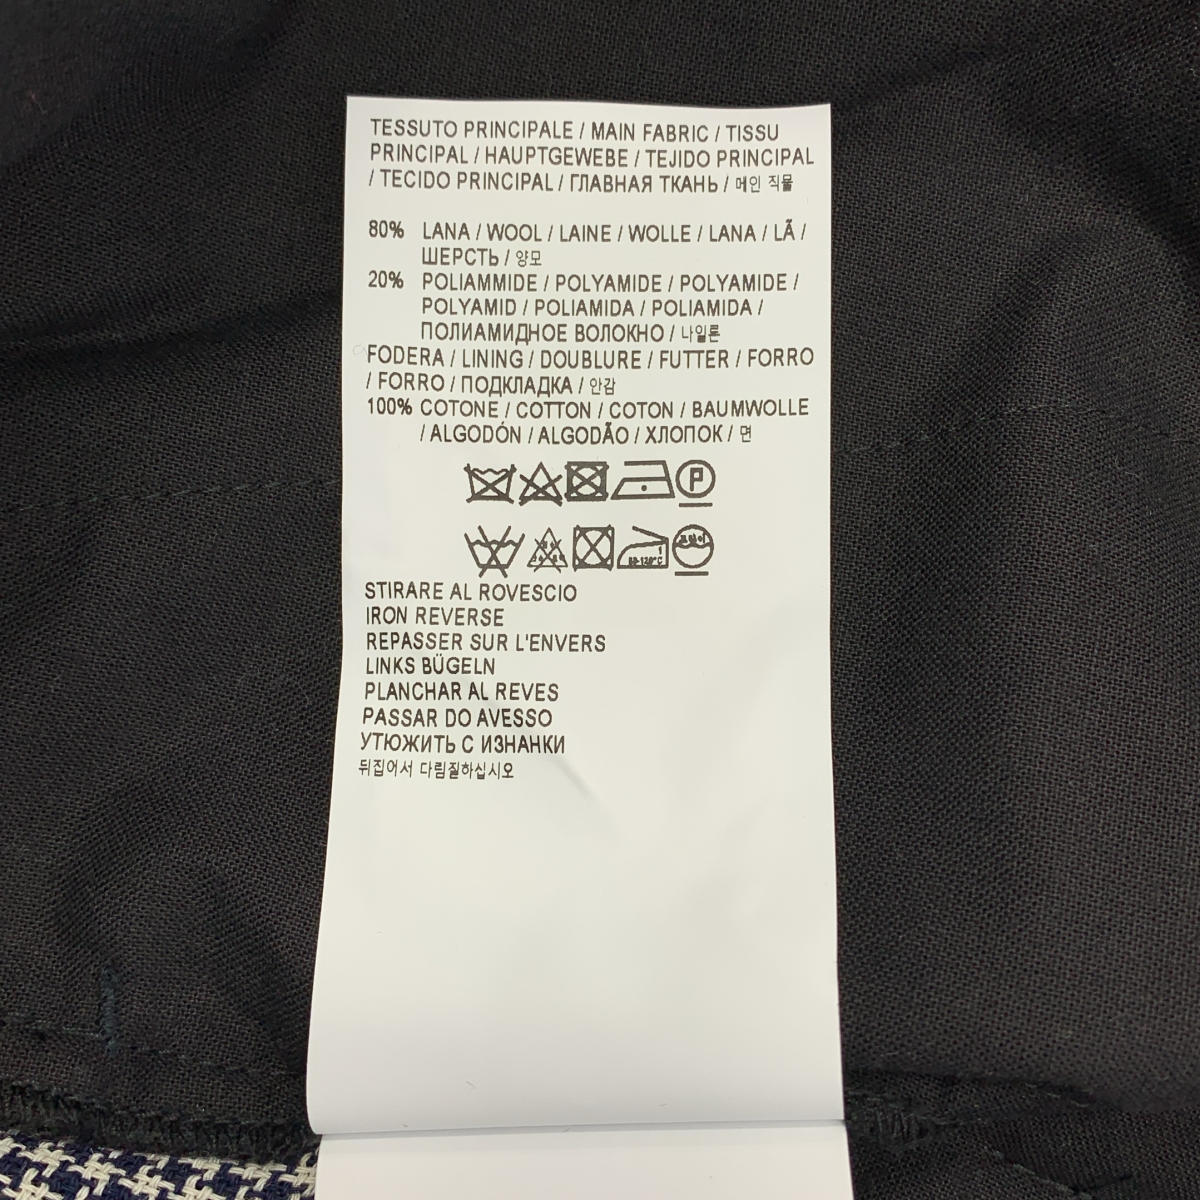 TESSUTO PRINCIPALE / MAIN FABRIC / TISSU
PRINCIPAL / HAUPTGEWEBE / TEJIDO PRINCIPAL
/ TECIDO PRINCIPAL / ГЛАВНАЯ ТКАНЬ / 메인 직물
80% LANA / WOOL / LAINE / WOLLE / LANA / LÃ /
ШЕРСТЬ / 양모
20% POLIAMMIDE / POLYAMIDE / POLYAMIDE /
POLYAMID / POLIAMIDA / POLIAMIDA /
ПОЛИАМИДНОЕ ВОЛОКНО / 나일론
FODERA / LINING / DOUBLURE / FUTTER / FORRO
/ FORRO / ПОДКЛАДКА / 안감
100% COTONE / COTTON / COTON / BAUMWOLLE
/ ALGODÓN / ALGODÃO / ХЛОПОК / 면
P
1
STIRARE AL ROVESCIO
IRON REVERSE
REPASSER SUR L'ENVERS
LINKS BÜGELN
PLANCHAR AL REVES
PASSAR DO AVESSO
УТЮЖИТЬ С ИЗНАНКИ
뒤집어서 다림질하십시오